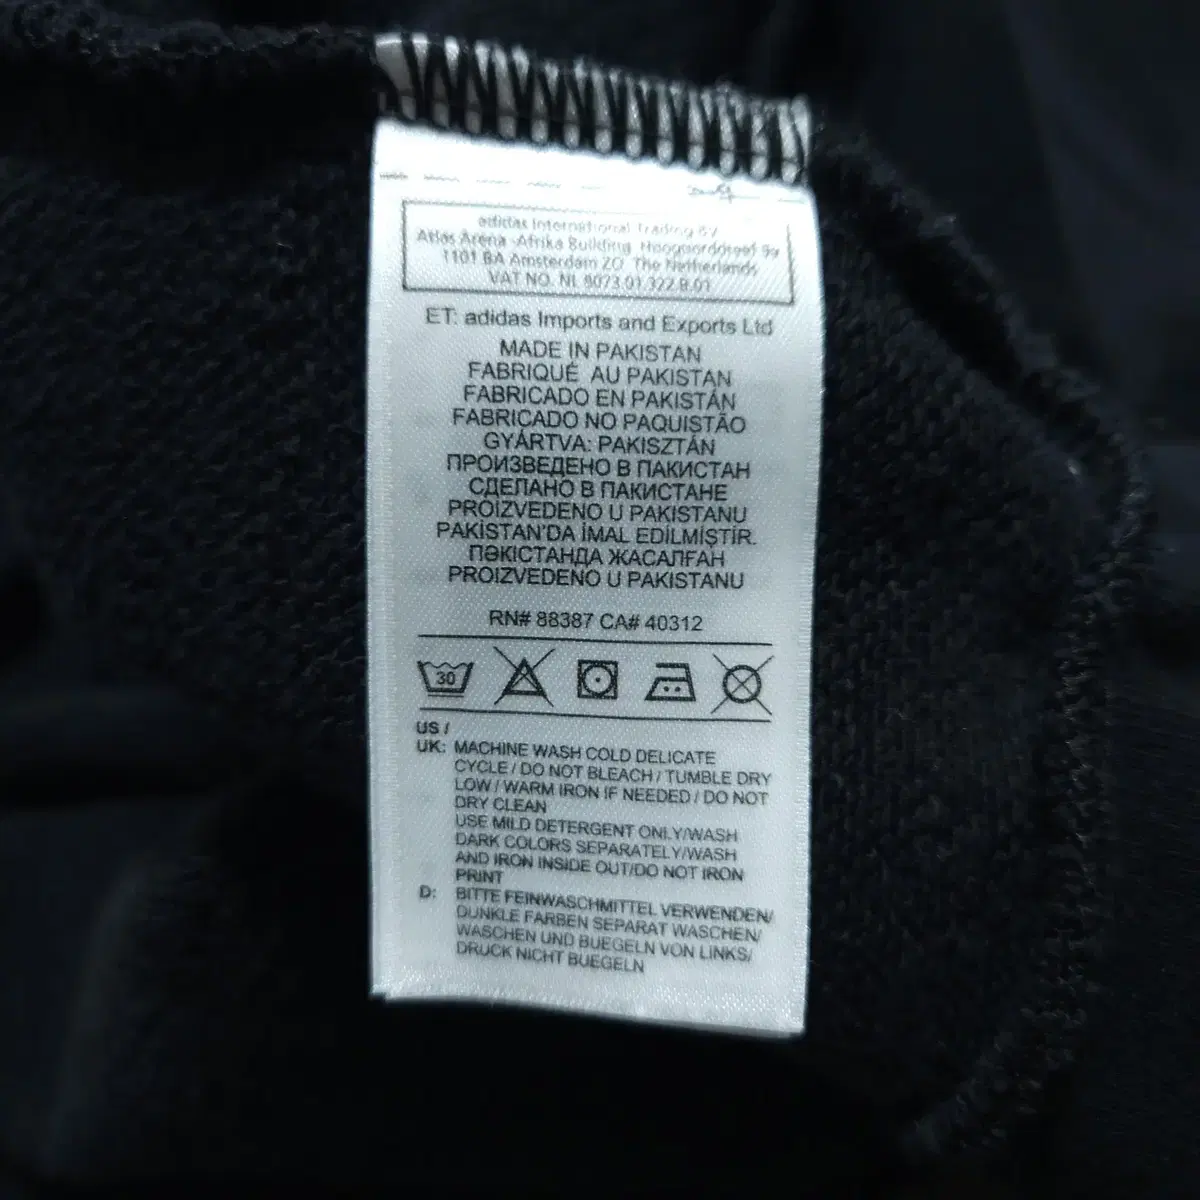 adidas International Trading BV
Atlas Arena -Afrika Building, Hoogoorddreef 9a
1101 BA Amsterdam ZO The Netherlands
VAT NO. NL 8073.01.322.B.01
ET: adidas Imports and Exports Ltd
MADE IN PAKISTAN
FABRIQUÉ AU PAKISTAN
FABRICADO EN PAKISTÁN
FABRICADO NO PAQUISTÃO
GYÁRTVA: PAKISZTÁN
ПРОИЗВЕДЕНО В ПАКИСТАН
СДЕЛАНО В ПАКИСТАНЕ
PROIZVEDENO U PAKISTANU
PAKİSTAN'DA İMAL EDİLMİŞTİR.
ПӘКІСТАНДА ЖАСАЛҒАН
PROIZVEDENO U PAKISTANU
RN# 88387 CA# 40312
30
US /
UK: MACHINE WASH COLD DELICATE
CYCLE / DO NOT BLEACH / TUMBLE DRY
LOW / WARM IRON IF NEEDED / DO NOT
DRY CLEAN
USE MILD DETERGENT ONLY/WASH
DARK COLORS SEPARATELY/WASH
AND IRON INSIDE OUT/DO NOT IRON
PRINT
D: BITTE FEINWASCHMITTEL VERWENDEN/
DUNKLE FARBEN SEPARAT WASCHEN/
WASCHEN UND BUEGELN VON LINKS/
DRUCK NICHT BUEGELN